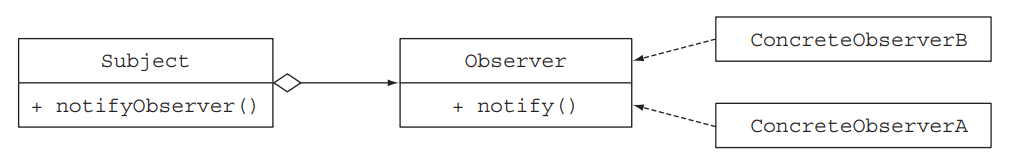 Subject
+ notifyObserver()
Observer
+ notify()
ConcreteObserverB
ConcreteObserverA